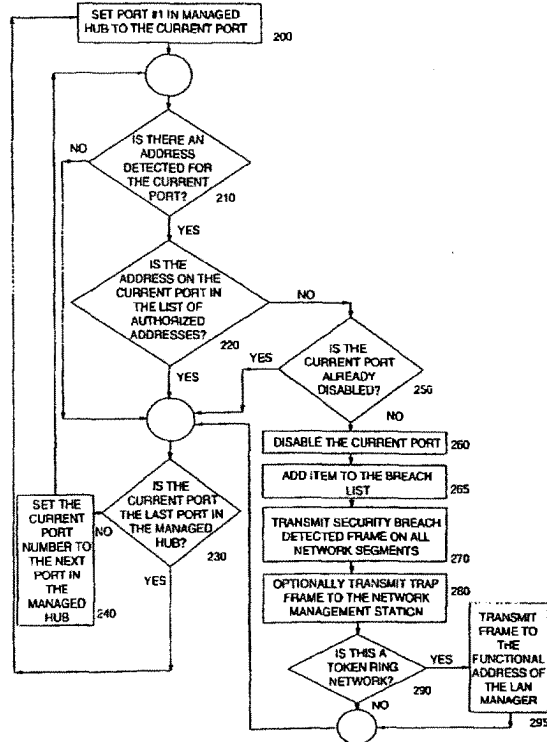 SET PORT #1 IN MANAGED
HUB TO THE CURRENT PORT
200
IS THERE AN
ADDRESS
DETECTED FOR
THE CURRENT
PORT?
210
NO
YES
IS THE
ADDRESS ON THE
CURRENT PORT IN
THE LIST OF
AUTHORIZED
ADDRESSES?
220
NO
YES
IS THE
CURRENT PORT
ALREADY
DISABLED?
250
YES
NO
DISABLE THE CURRENT PORT
260
ADD ITEM TO THE BREACH
LIST
265
TRANSMIT SECURITY BREACH
DETECTED FRAME ON ALL
NETWORK SEGMENTS
270
OPTIONALLY TRANSMIT TRAP
FRAME TO THE NETWORK
MANAGEMENT STATION
280
IS THIS A
TOKEN RING
NETWORK?
290
YES
NO
TRANSMIT
FRAME TO
THE
FUNCTIONAL
ADDRESS OF
THE LAN
MANAGER
295
IS THE
CURRENT PORT
THE LAST PORT IN
THE MANAGED
HUB?
230
NO
YES
SET THE
CURRENT
PORT
NUMBER TO
THE NEXT
PORT IN
THE
MANAGED
HUB
240